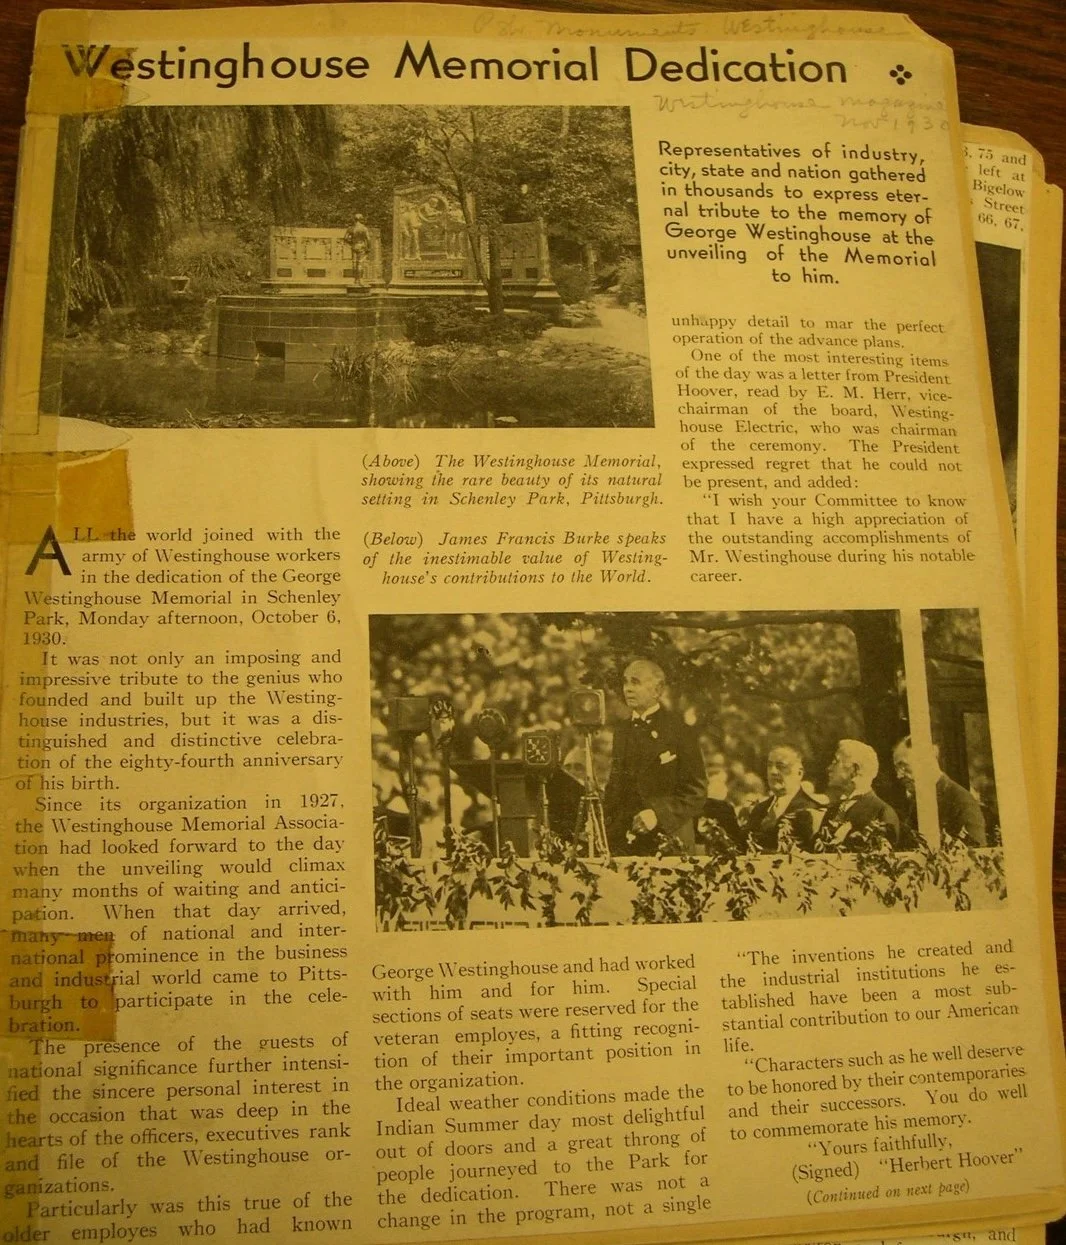 Pgh. Monuments. Westinghouse
Westinghouse Memorial Dedication
Westinghouse magazine
Nov 1930
Representatives of industry,
city, state and nation gathered
in thousands to express eter-
nal tribute to the memory of
George Westinghouse at the
unveiling of the Memorial
to him.
(Above) The Westinghouse Memorial,
showing the rare beauty of its natural
setting in Schenley Park, Pittsburgh.
(Below) James Francis Burke speaks
of the inestimable value of Westing-
house's contributions to the World.
ALL the world joined with the
army of Westinghouse workers
in the dedication of the George
Westinghouse Memorial in Schenley
Park, Monday afternoon, October 6,
1930.
It was not only an imposing and
impressive tribute to the genius who
founded and built up the Westing-
house industries, but it was a dis-
tinguished and distinctive celebra-
tion of the eighty-fourth anniversary
of his birth.
Since its organization in 1927,
the Westinghouse Memorial Associa-
tion had looked forward to the day
when the unveiling would climax
many months of waiting and antici-
pation. When that day arrived,
many men of national and inter-
national prominence in the business
and industrial world came to Pitts-
burgh to participate in the cele-
bration.
The presence of the guests of
national significance further intensi-
fied the sincere personal interest in
the occasion that was deep in the
hearts of the officers, executives rank
and file of the Westinghouse or-
ganizations.
Particularly was this true of the
older employes who had known
George Westinghouse and had worked
with him and for him. Special
sections of seats were reserved for the
veteran employes, a fitting recogni-
tion of their important position in
the organization.
Ideal weather conditions made the
Indian Summer day most delightful
out of doors and a great throng of
people journeyed to the Park for
the dedication. There was not a
change in the program, not a single
unhappy detail to mar the perfect
operation of the advance plans.
One of the most interesting items
of the day was a letter from President
Hoover, read by E. M. Herr, vice-
chairman of the board, Westing-
house Electric, who was chairman
of the ceremony. The President
expressed regret that he could not
be present, and added:
"I wish your Committee to know
that I have a high appreciation of
the outstanding accomplishments of
Mr. Westinghouse during his notable
career.
"The inventions he created and
the industrial institutions he es-
tablished have been a most sub-
stantial contribution to our American
life.
"Characters such as he well deserve
to be honored by their contemporaries
and their successors. You do well
to commemorate his memory.
"Yours faithfully,
(Signed) "Herbert Hoover"
(Continued on next page)
75 and
left at
Bigelow
Street
66, 67,
and